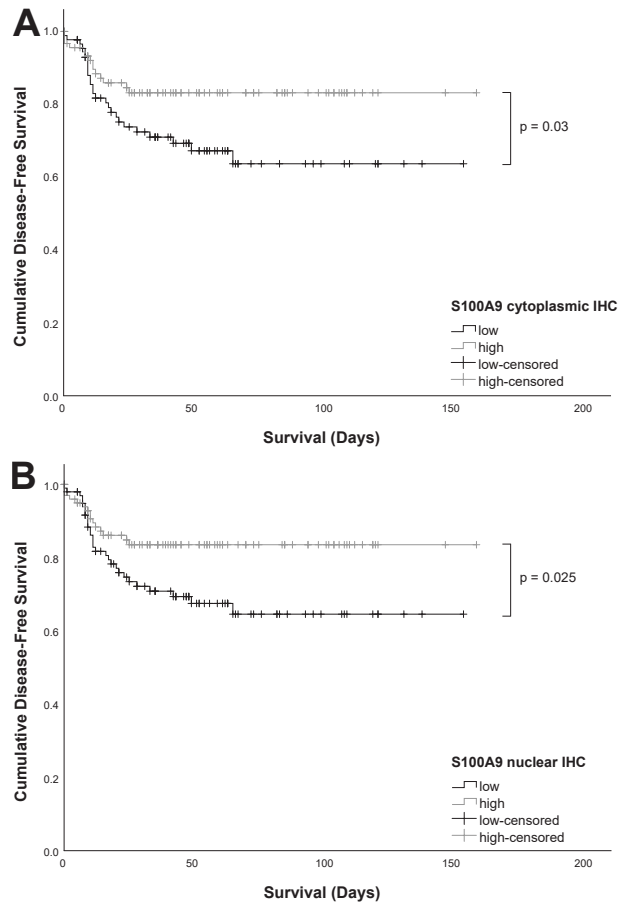 A
Cumulative Disease-Free Survival
1.0
0.8
0.6
0.4
0.2
0.0
p = 0.03
S100A9 cytoplasmic IHC
low
high
low-censored
high-censored
0
50
100
150
200
Survival (Days)
B
Cumulative Disease-Free Survival
1.0
0.8
0.6
0.4
0.2
0.0
p = 0.025
S100A9 nuclear IHC
low
high
low-censored
high-censored
0
50
100
150
200
Survival (Days)